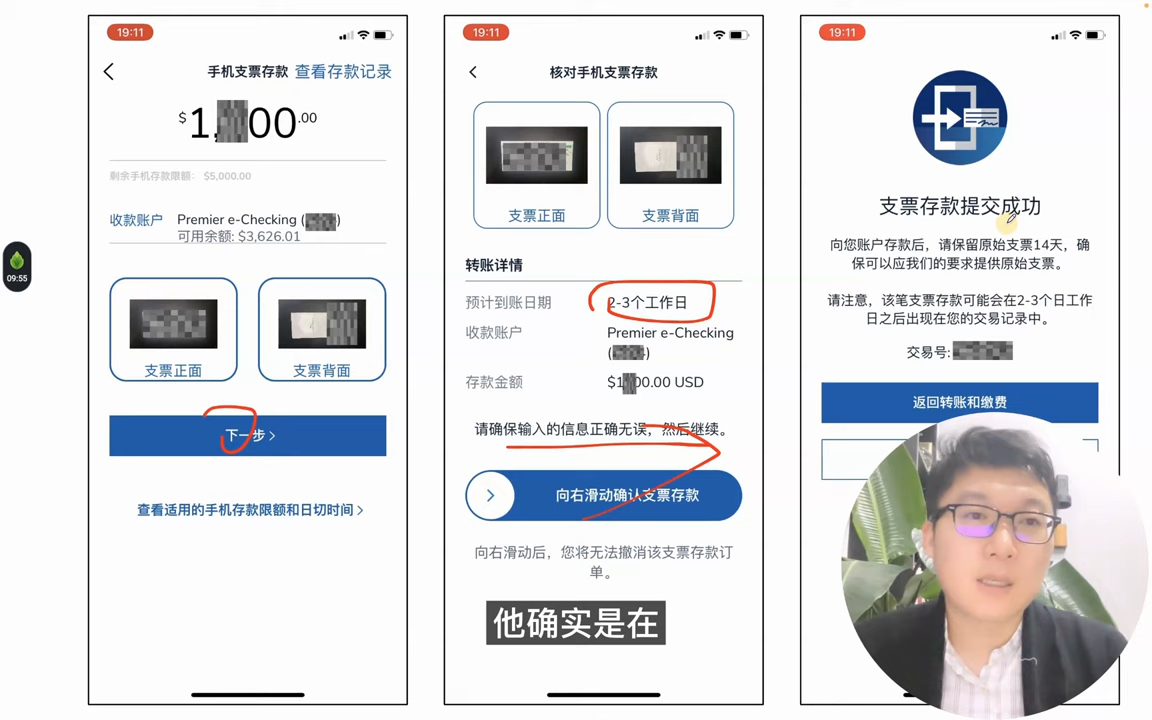 19:11
手机支票存款 查看存款记录
$1, 00.00
剩余手机存款限额: $5,000.00
收款账户 Premier e-Checking ( )
可用余额: $3,626.01
支票正面 支票背面
下一步 >
查看适用的手机存款限额和日切时间 >
09:55
19:11
核对手机支票存款
支票正面 支票背面
转账详情
预计到账日期 2-3个工作日
收款账户 Premier e-Checking
( )
存款金额 $1 00.00 USD
请确保输入的信息正确无误，然后继续。
向右滑动确认支票存款
向右滑动后，您将无法撤消该支票存款订
单。
他确实是在
19:11
支票存款提交成功
向您账户存款后，请保留原始支票14天，确
保可以应我们的要求提供原始支票。
请注意，该笔支票存款可能会在2-3个日工作
日之后出现在您的交易记录中。
交易号:
返回转账和缴费